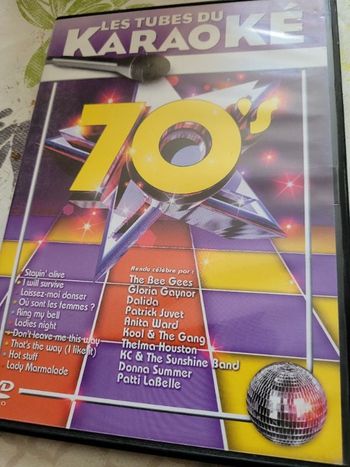 LES TUBES DU
KARAOKÉ
70's
Stayin' alive
I will survive
Laissez-moi danser
Où sont les femmes ?
Ring my bell
Ladies night
Don't leave me this way
That's the way (I like it)
Hot stuff
Lady Marmalade
Rendu célèbre par :
The Bee Gees
Gloria Gaynor
Dalida
Patrick Juvet
Anita Ward
Kool & The Gang
Thelma Houston
KC & The Sunshine Band
Donna Summer
Patti LaBelle